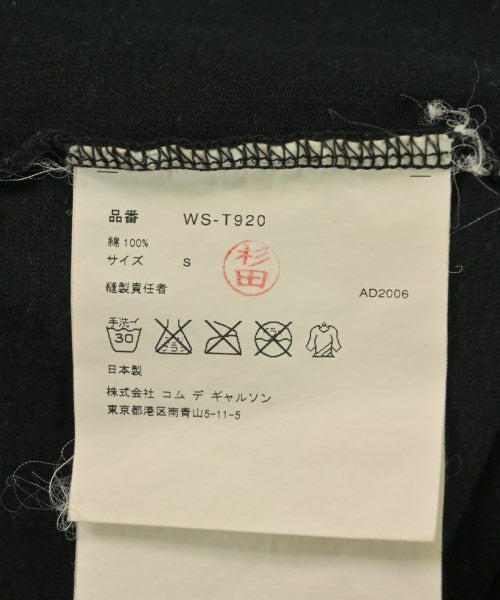 品番 WS-T920
綿 100%
サイズ S
杉田
縫製責任者 AD2006
手洗イ
30
日本製
株式会社 コム デ ギャルソン
東京都港区南青山5-11-5